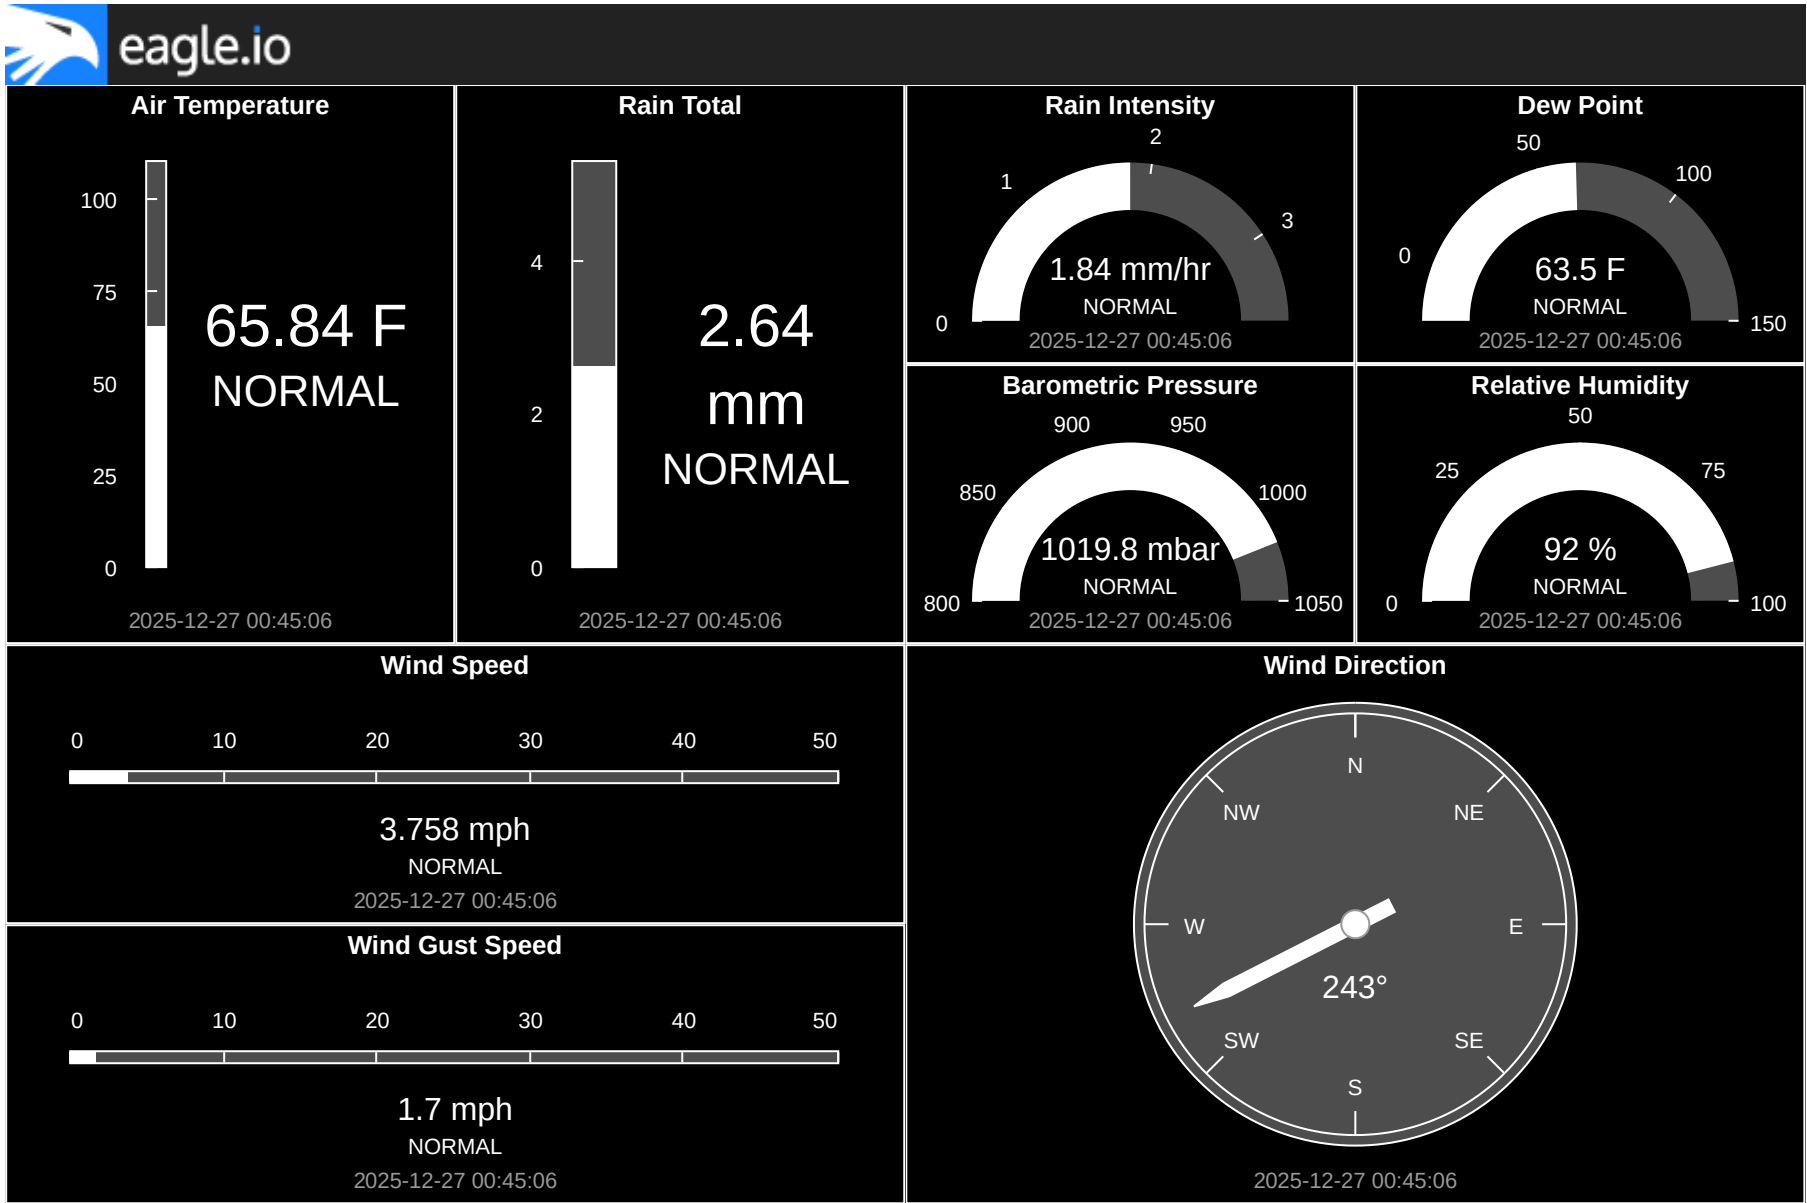 eagle.io
Air Temperature
100
75
50
25
0
65.84 F
NORMAL
2025-12-27 00:45:06
Rain Total
4
2
0
2.64
mm
NORMAL
2025-12-27 00:45:06
Rain Intensity
0
1
2
3
1.84 mm/hr
NORMAL
2025-12-27 00:45:06
Dew Point
0
50
100
150
63.5 F
NORMAL
2025-12-27 00:45:06
Barometric Pressure
800
850
900
950
1000
1050
1019.8 mbar
NORMAL
2025-12-27 00:45:06
Relative Humidity
0
25
50
75
100
92 %
NORMAL
2025-12-27 00:45:06
Wind Speed
0 10 20 30 40 50
3.758 mph
NORMAL
2025-12-27 00:45:06
Wind Gust Speed
0 10 20 30 40 50
1.7 mph
NORMAL
2025-12-27 00:45:06
Wind Direction
N
NW NE
W E
243°
SW SE
S
2025-12-27 00:45:06